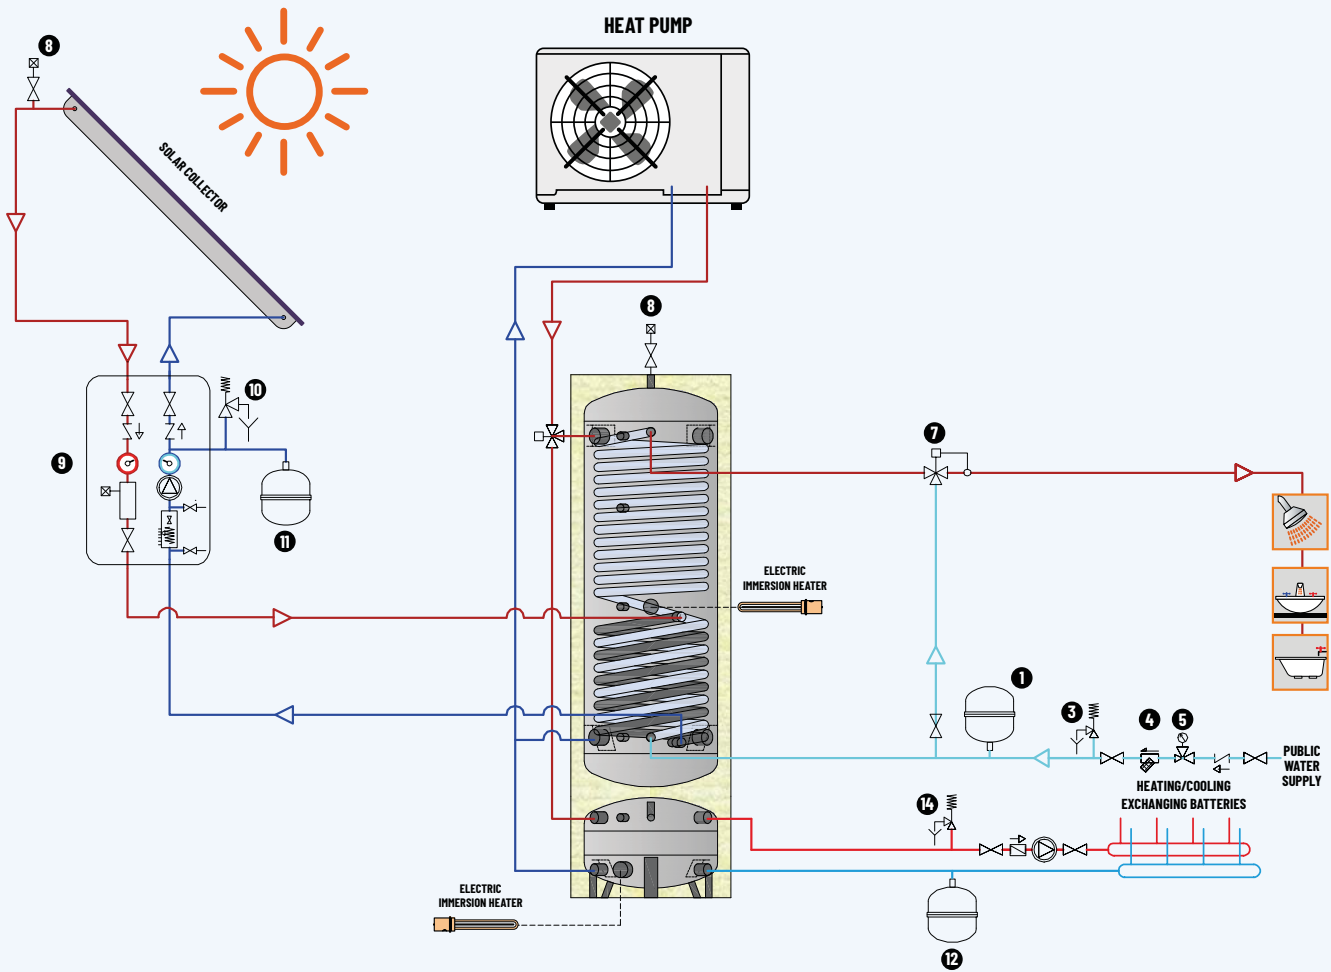 HEAT PUMP
8
SOLAR COLLECTOR
8
10
9
11
7
ELECTRIC
IMMERSION HEATER
1
3
4
5
PUBLIC
WATER
SUPPLY
HEATING/COOLING
EXCHANGING BATTERIES
14
ELECTRIC
IMMERSION HEATER
12